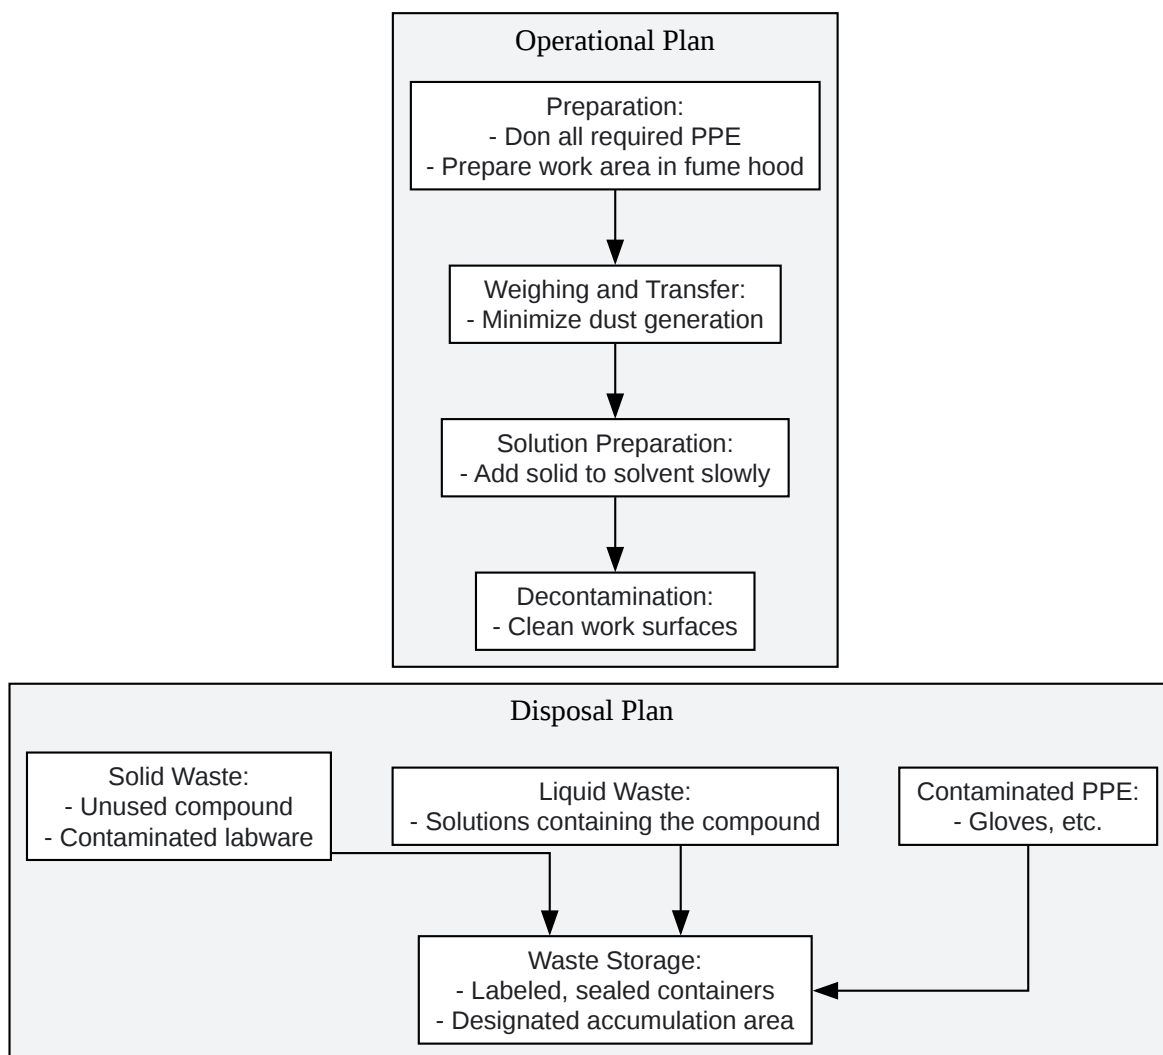 Operational Plan
Preparation:
- Don all required PPE
- Prepare work area in fume hood
Weighing and Transfer:
- Minimize dust generation
Solution Preparation:
- Add solid to solvent slowly
Decontamination:
- Clean work surfaces
Disposal Plan
Solid Waste:
- Unused compound
- Contaminated labware
Liquid Waste:
- Solutions containing the compound
Contaminated PPE:
- Gloves, etc.
Waste Storage:
- Labeled, sealed containers
- Designated accumulation area